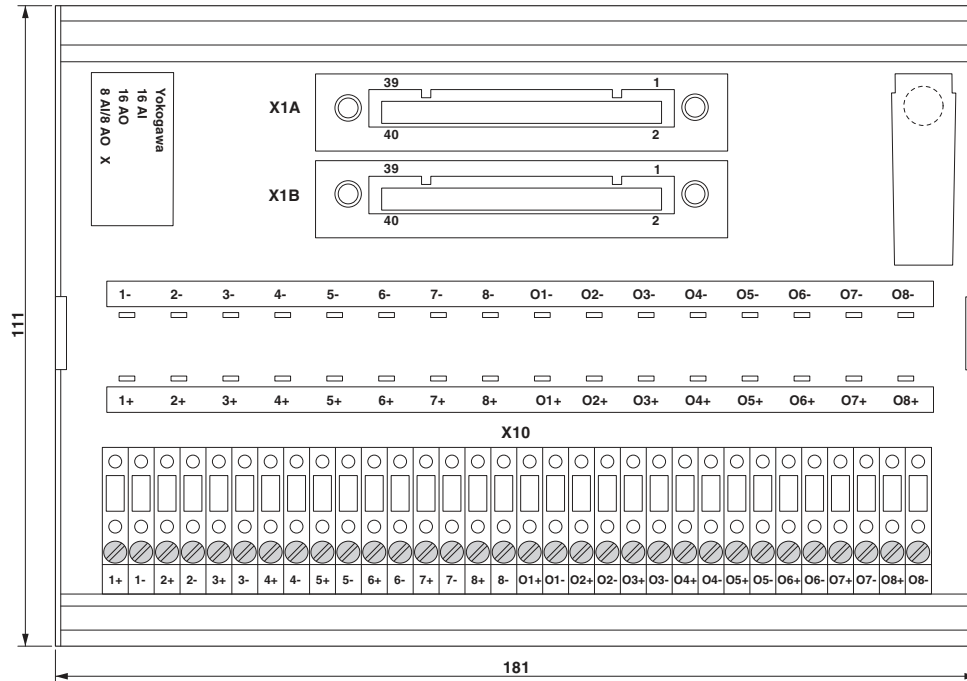 Yokogawa
16 AI
16 AO
8 AI/8 AO X
39 1
X1A
40 2
39 1
X1B
40 2
1- 2- 3- 4- 5- 6- 7- 8- O1- O2- O3- O4- O5- O6- O7- O8-
111
1+ 2+ 3+ 4+ 5+ 6+ 7+ 8+ O1+ O2+ O3+ O4+ O5+ O6+ O7+ O8+
X10
1+ 1- 2+ 2- 3+ 3- 4+ 4- 5+ 5- 6+ 6- 7+ 7- 8+ 8- O1+ O1- O2+ O2- O3+ O3- O4+ O4- O5+ O5- O6+ O6- O7+ O7- O8+ O8-
181